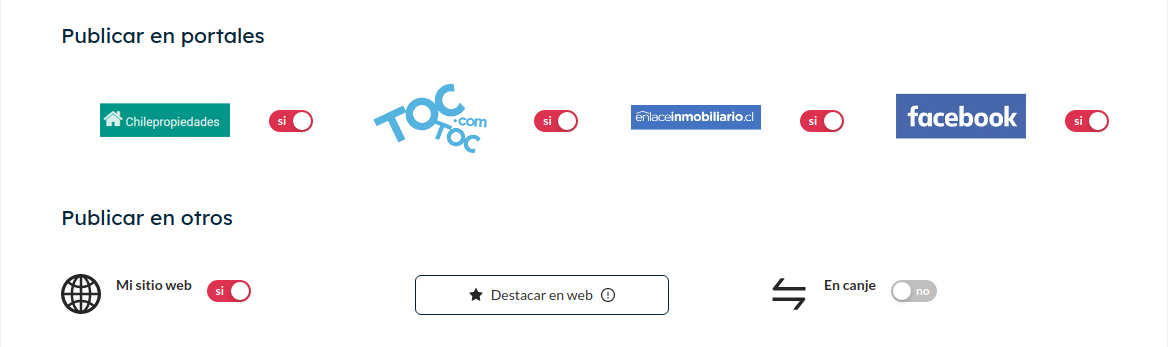 Publicar en portales
Chilepropiedades si TOC TOC .com si enlaceinmobiliario.cl si facebook si
Publicar en otros
Mi sitio web si Destacar en web En canje no